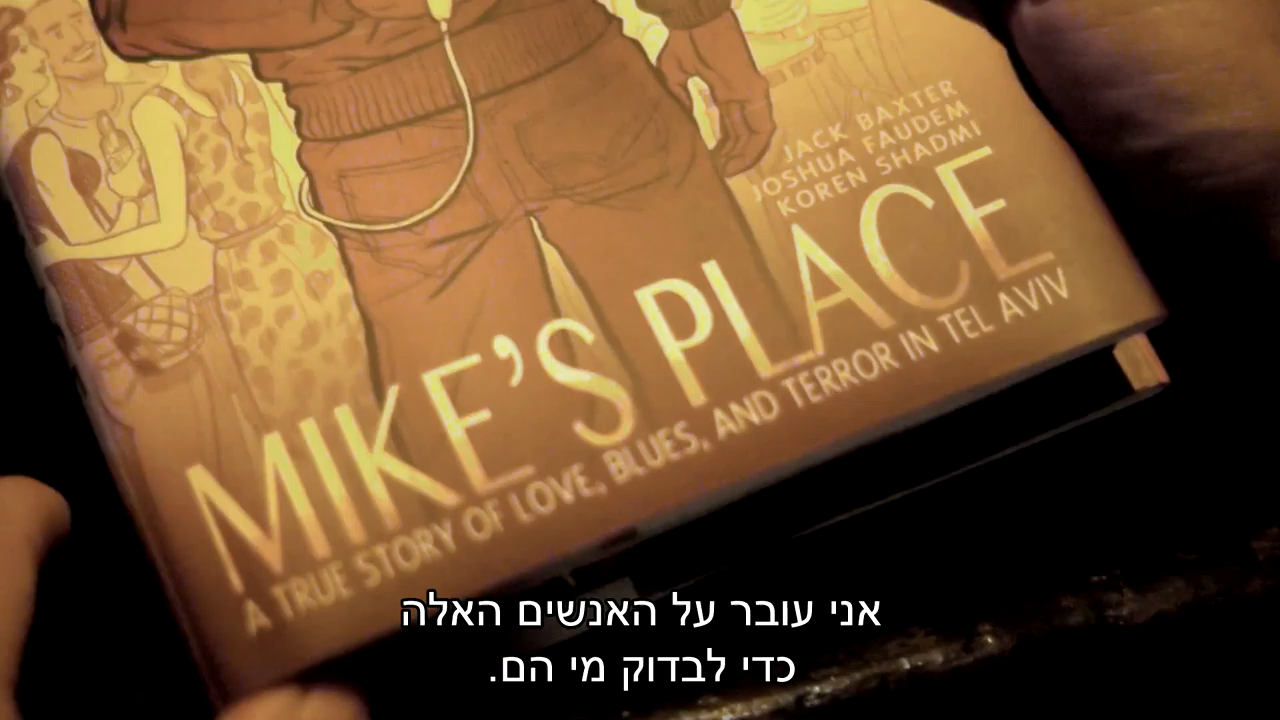 JACK BAXTER
JOSHUA FAUDEM
KOREN SHADMI
MIKE'S PLACE
A TRUE STORY OF LOVE, BLUES, AND TERROR IN TEL AVIV
אני עובר על האנשים האלה
כדי לבדוק מי הם.